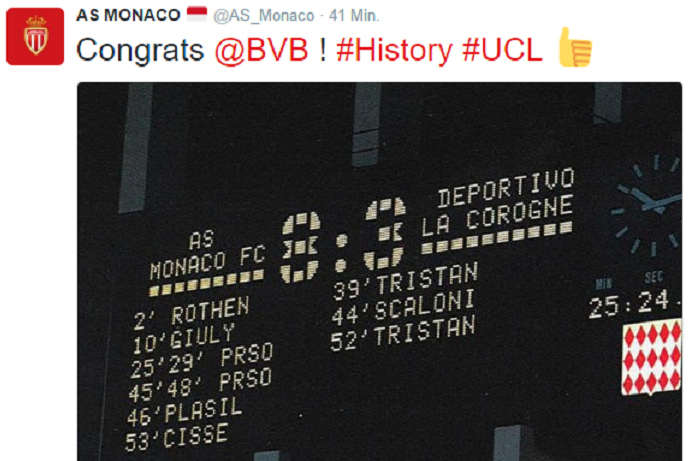 AS MONACO @AS_Monaco · 41 Min.
Congrats @BVB ! #History #UCL
AS
MONACO FC
8:3
DEPORTIVO
LA COROGNE
2' ROTHEN
10'GIULY
25'29' PRSO
45'48' PRSO
46'PLASIL
53'CISSE
39'TRISTAN
44'SCALONI
52'TRISTAN
MIN SEC
25:24.